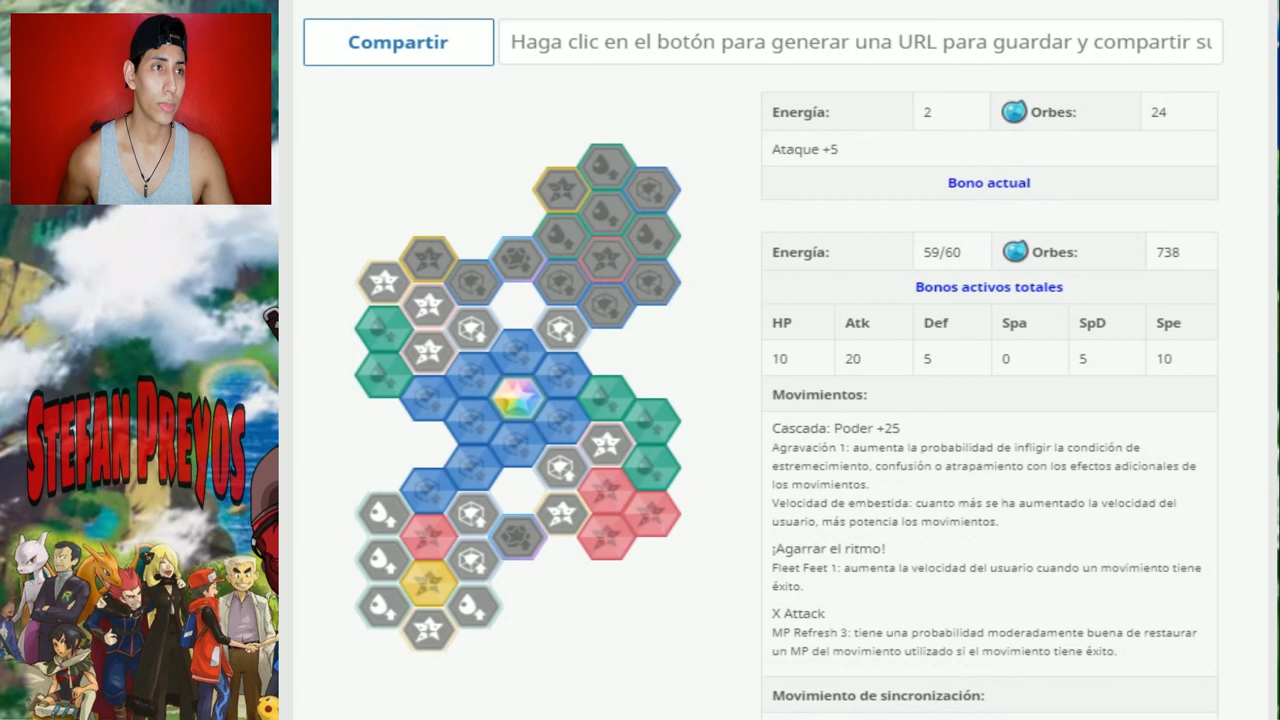 Compartir
Haga clic en el botón para generar una URL para guardar y compartir su
Energía: 2 Orbes: 24
Ataque +5
Bono actual
Energía: 59/60 Orbes: 738
Bonos activos totales
HP Atk Def Spa SpD Spe
10 20 5 0 5 10
Movimientos:
Cascada: Poder +25
Agravación 1: aumenta la probabilidad de infligir la condición de
estremecimiento, confusión o atrapamiento con los efectos adicionales de
los movimientos.
Velocidad de embestida: cuanto más se ha aumentado la velocidad del
usuario, más potencia los movimientos.
¡Agarrar el ritmo!
Fleet Feet 1: aumenta la velocidad del usuario cuando un movimiento tiene
éxito.
X Attack
MP Refresh 3: tiene una probabilidad moderadamente buena de restaurar
un MP del movimiento utilizado si el movimiento tiene éxito.
Movimiento de sincronización:
STEFAN PREYOS